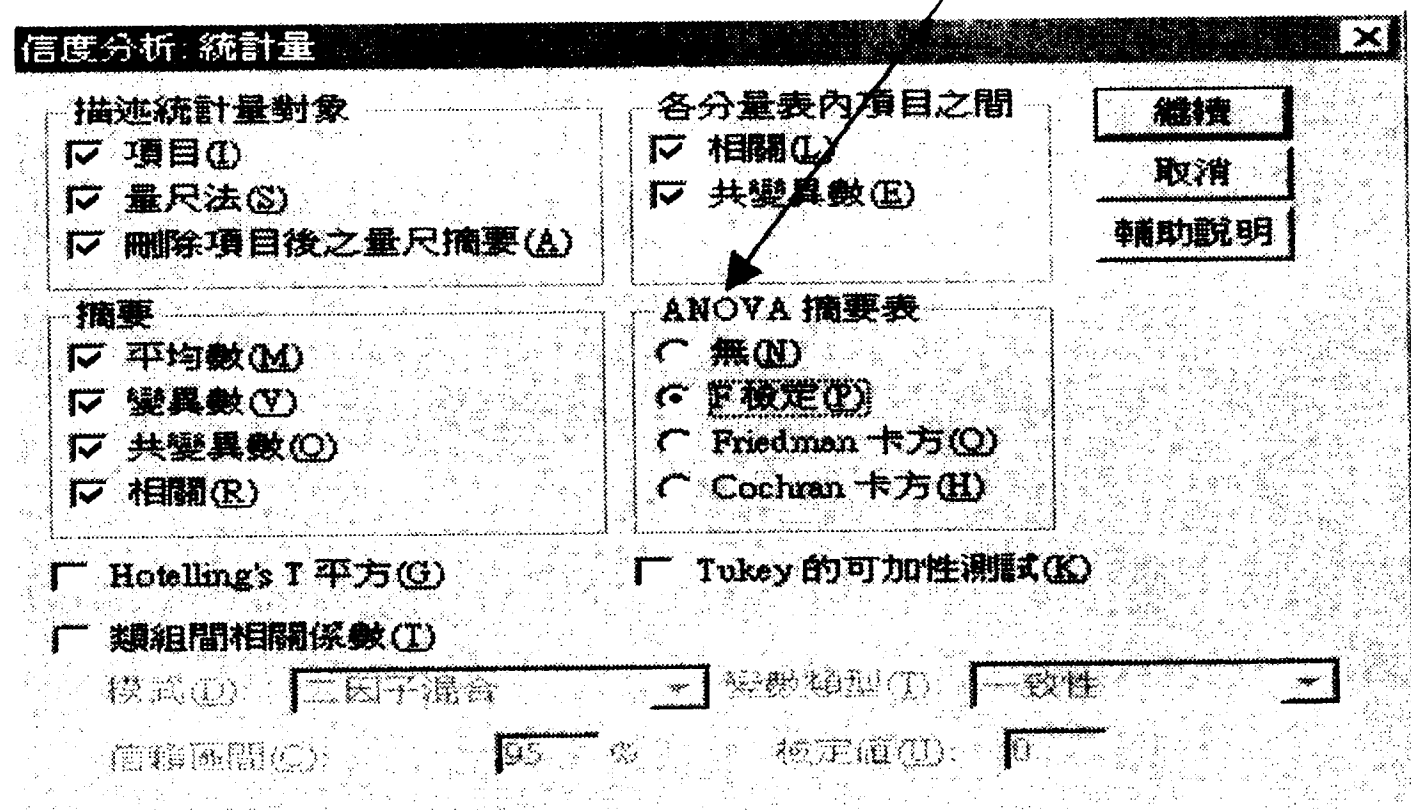 信度分析: 統計量
描述統計量對象
項目(I)
量尺法(S)
刪除項目後之量尺摘要(A)
各分量表內項目之間
相關(L)
共變異數(E)
繼續
取消
輔助說明
摘要
平均數(M)
變異數(V)
共變異數(O)
相關(R)
ANOVA 摘要表
無(N)
F 檢定(F)
Friedman 卡方(Q)
Cochran 卡方(H)
Hotelling's T 平方(G)
Tukey 的可加性測試(K)
類組間相關係數(T)
模式(D): 二因子混合 變數類型(T): 一致性
信賴區間(C): 95 % 檢定值(U): 0